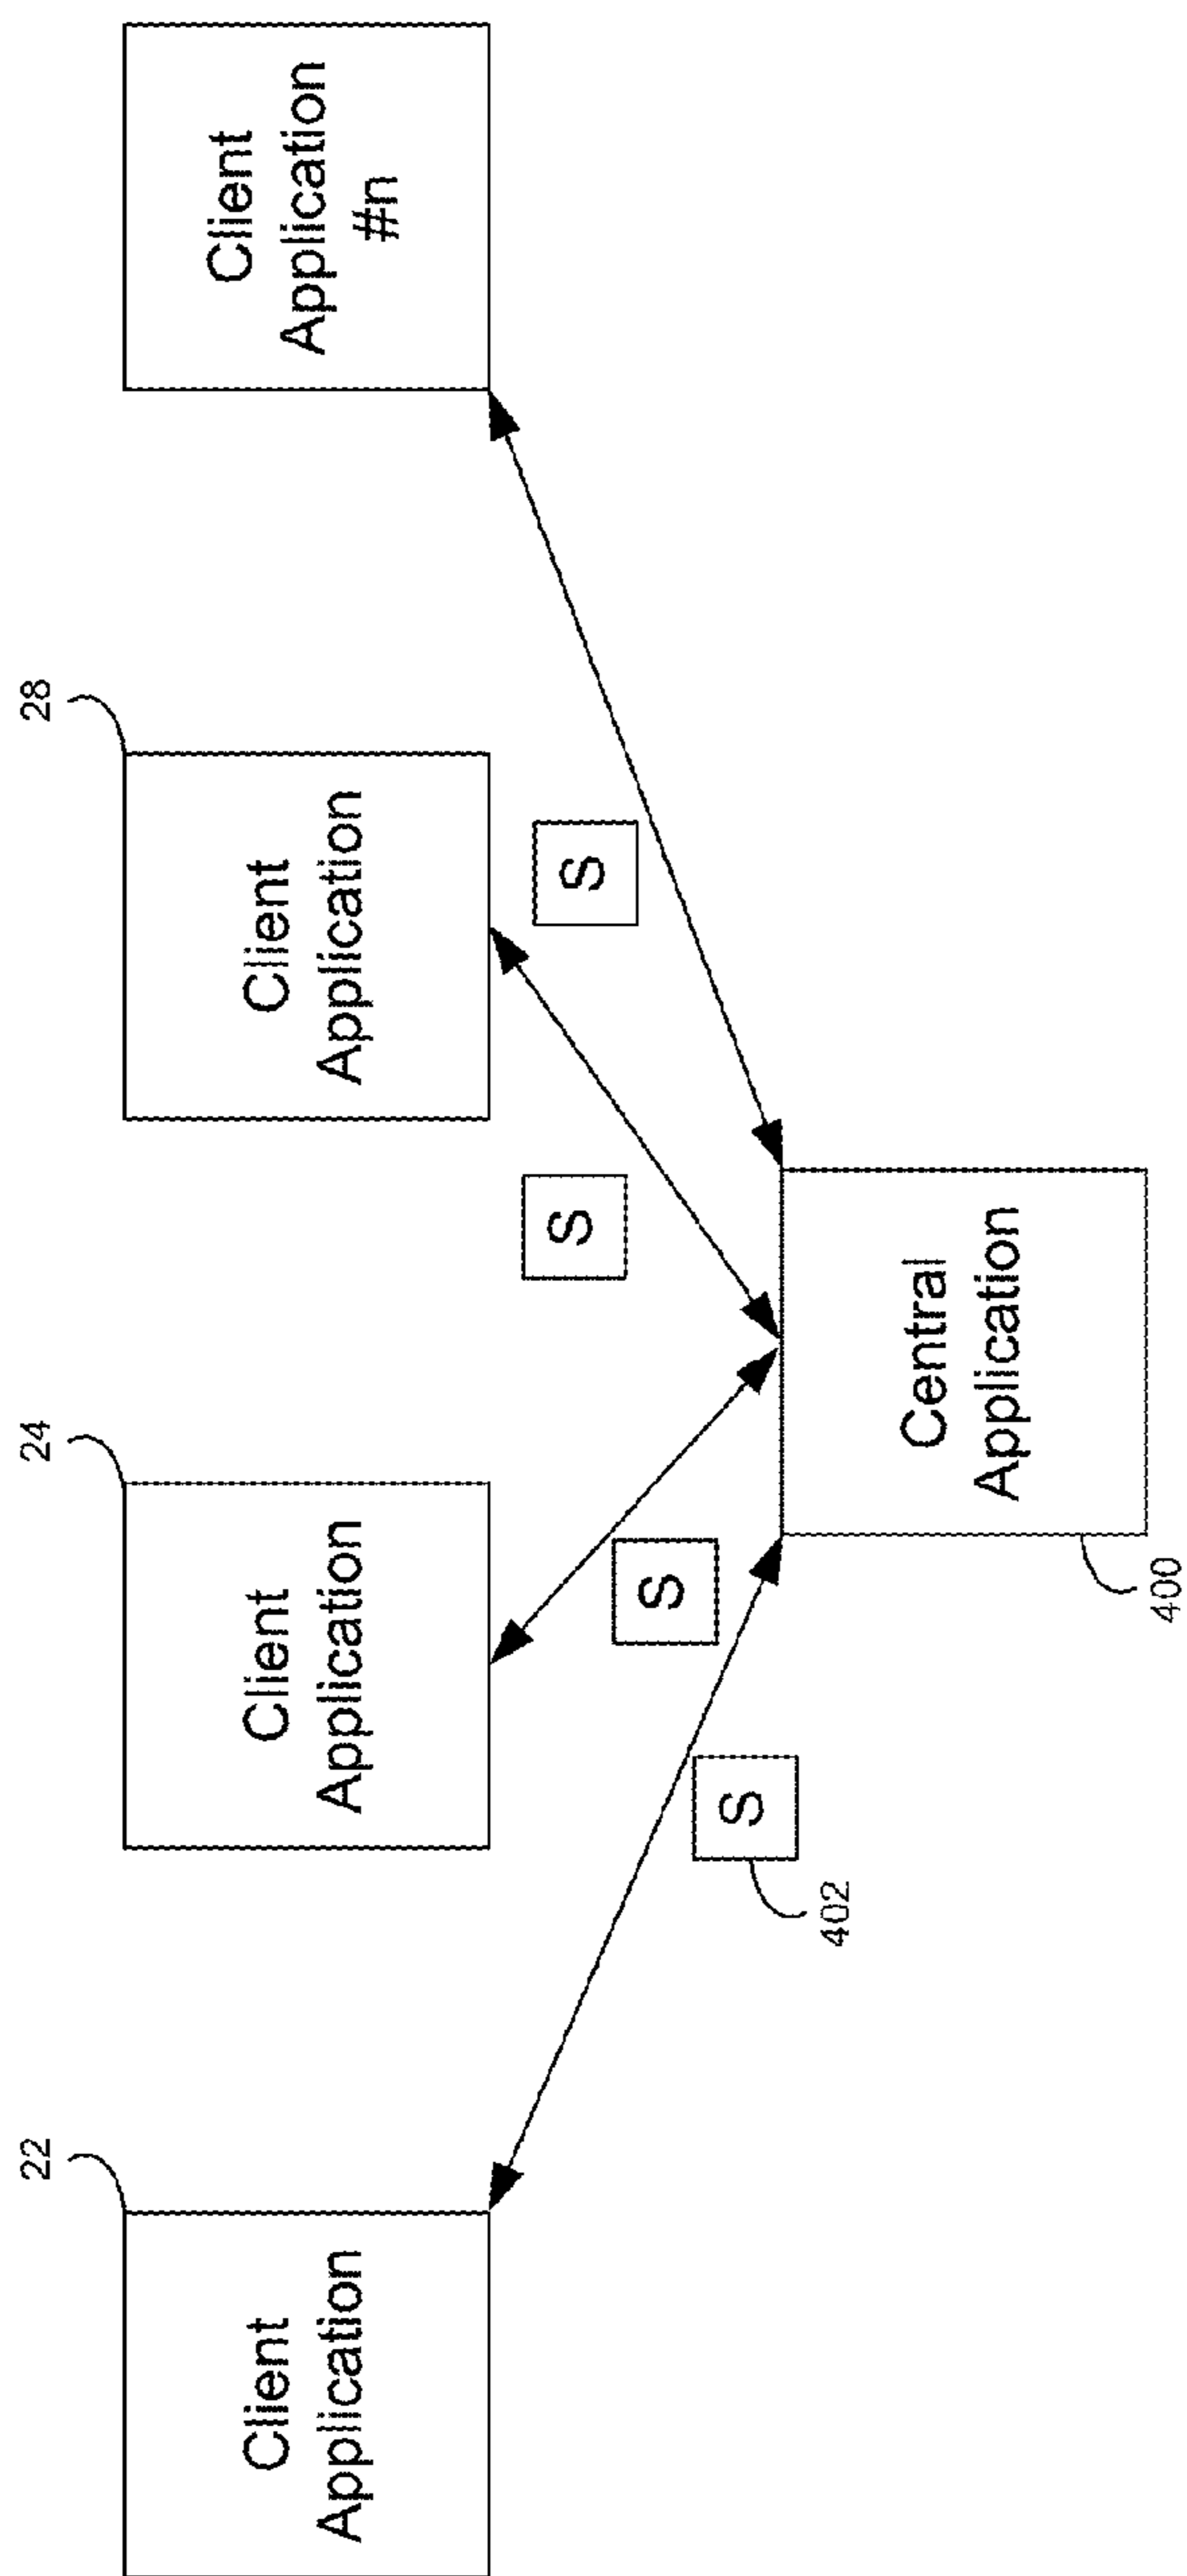 22
24
28
Client
Application
Client
Application
Client
Application
Client
Application
#n
S
S
S
S
402
Central
Application
400